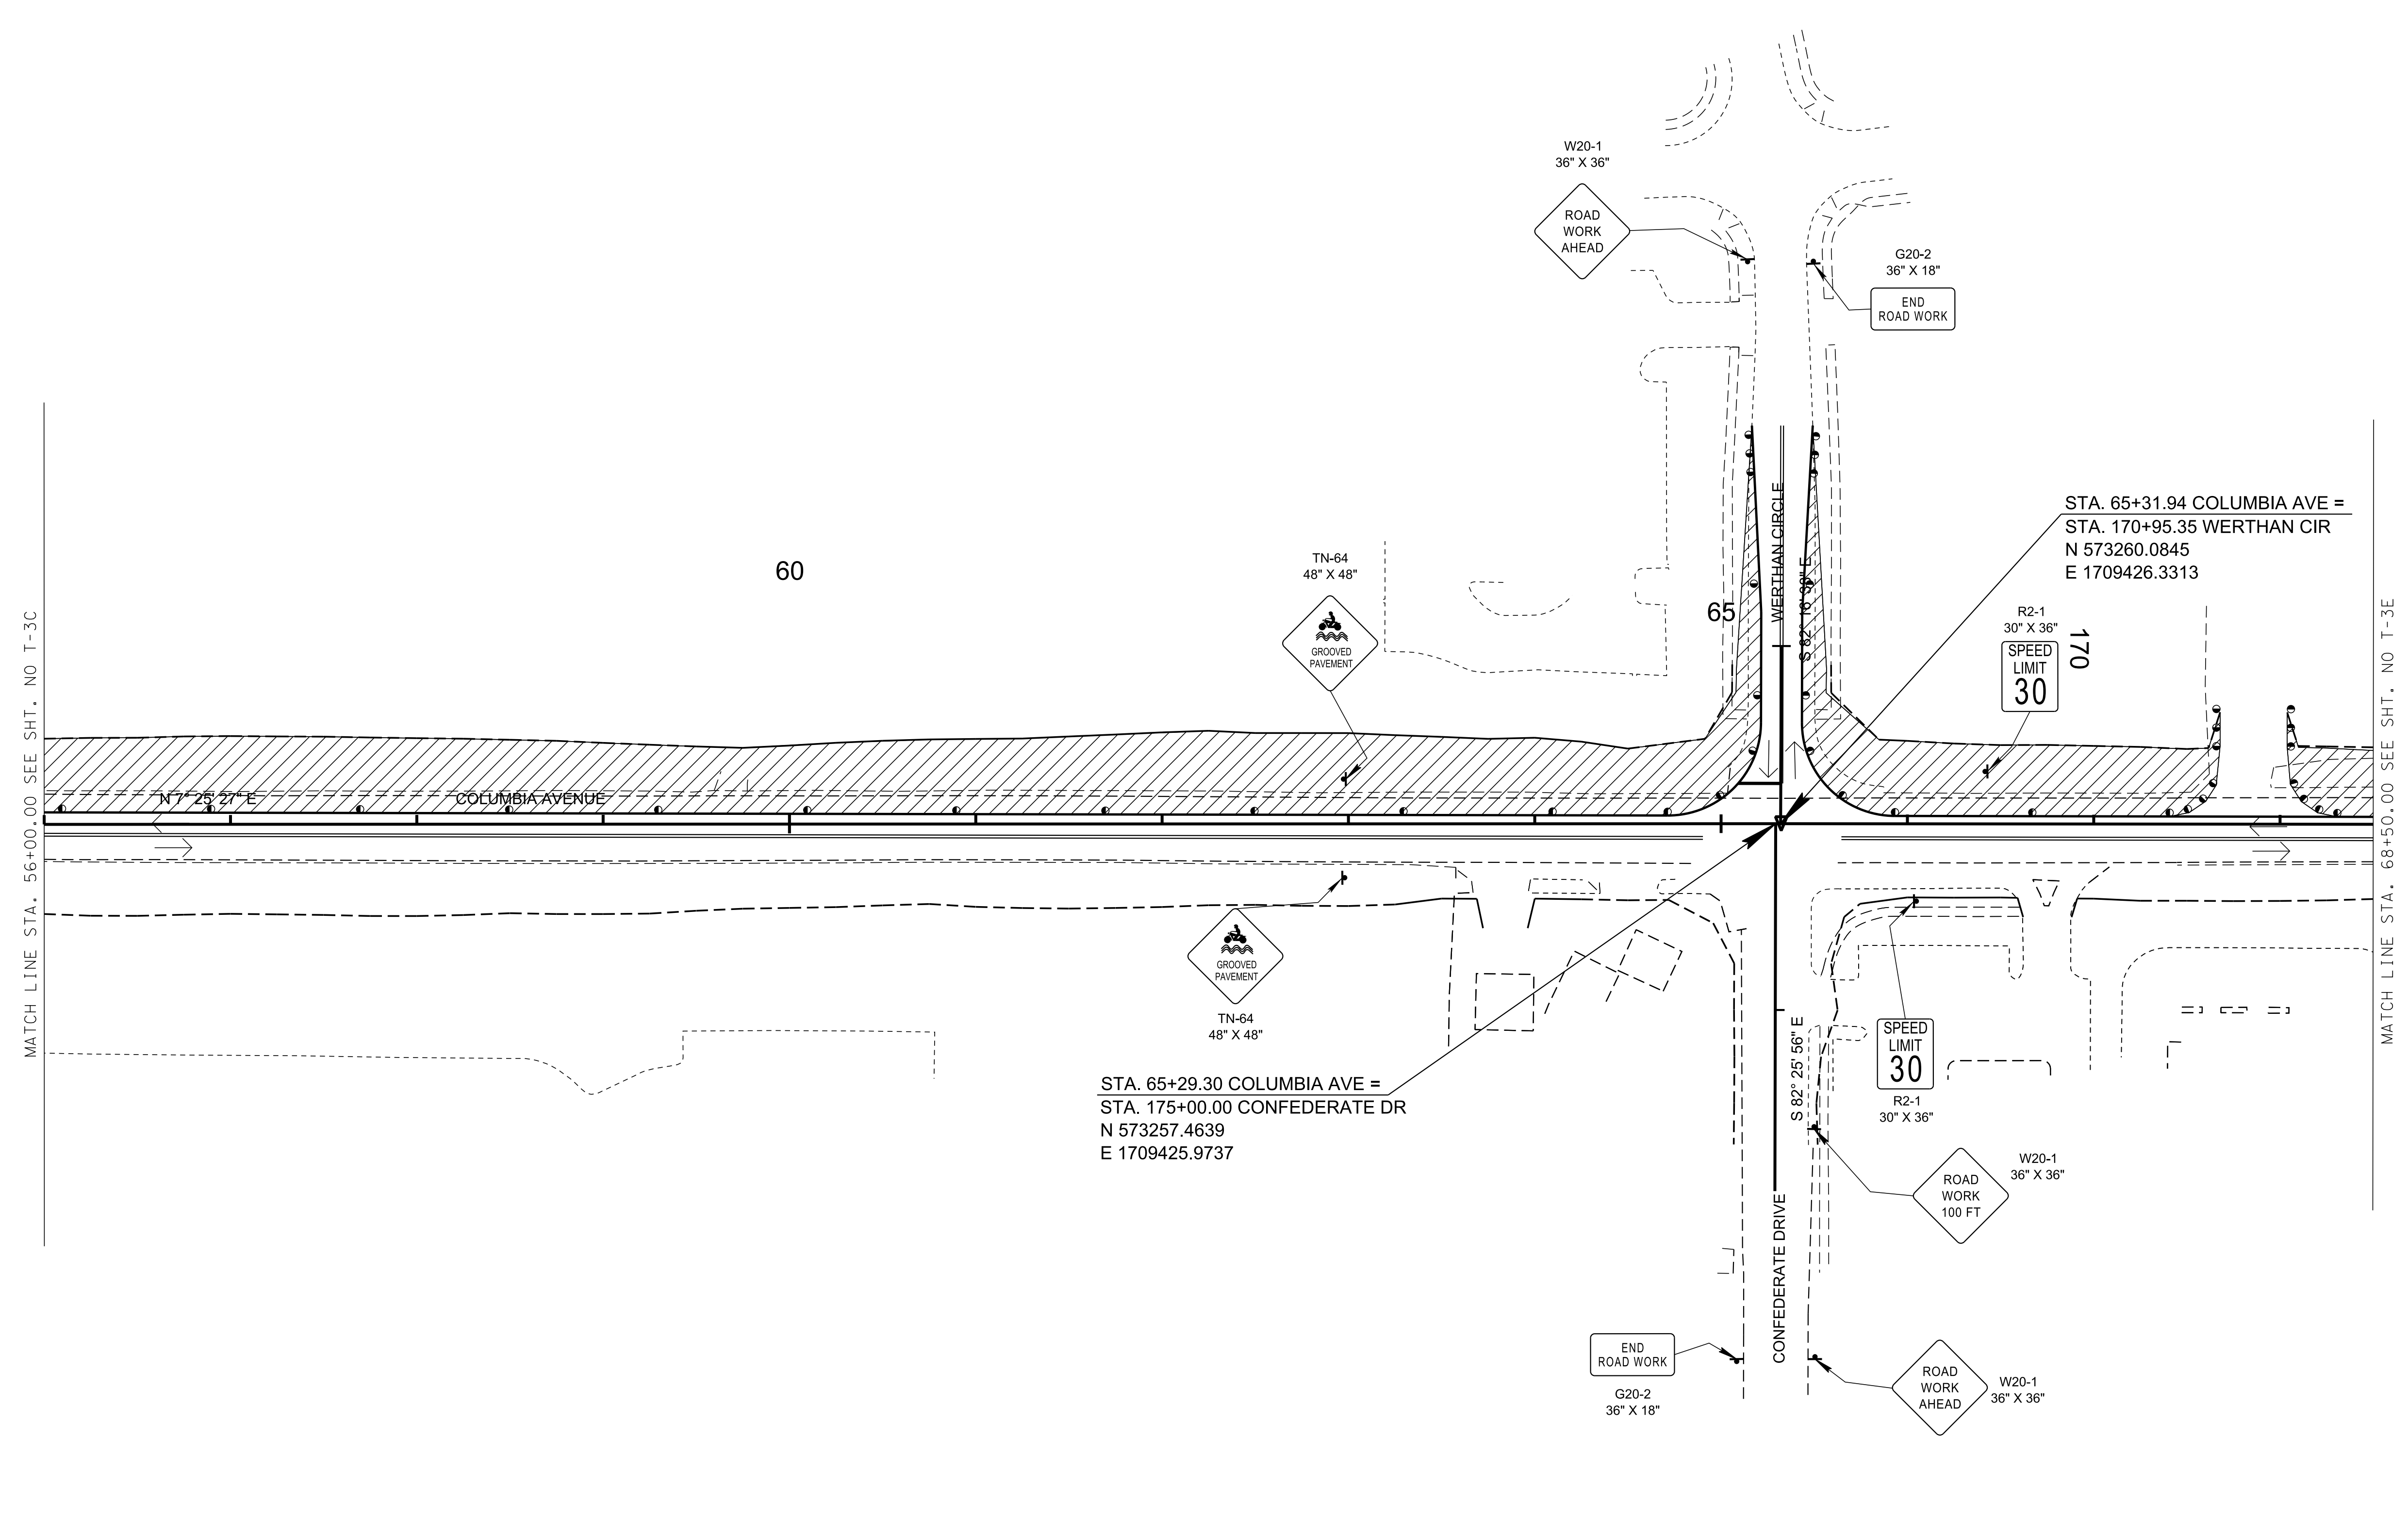 W20-1
36" X 36"
ROAD
WORK
AHEAD
G20-2
36" X 18"
END
ROAD WORK
STA. 65+31.94 COLUMBIA AVE =
STA. 170+95.35 WERTHAN CIR
N 573260.0845
E 1709426.3313
WERTHAN CIRCLE
60
TN-64
48" X 48"
GROOVED
PAVEMENT
65
R2-1
30" X 36"
SPEED
LIMIT
30
170
MATCH LINE STA. 56+00.00 SEE SHT. NO T-3C
MATCH LINE STA. 68+50.00 SEE SHT. NO T-3E
N 7° 25' 27" E
COLUMBIA AVENUE
GROOVED
PAVEMENT
TN-64
48" X 48"
STA. 65+29.30 COLUMBIA AVE =
STA. 175+00.00 CONFEDERATE DR
N 573257.4639
E 1709425.9737
S 82° 25' 56" E
SPEED
LIMIT
30
R2-1
30" X 36"
W20-1
36" X 36"
ROAD
WORK
100 FT
CONFEDERATE DRIVE
END
ROAD WORK
G20-2
36" X 18"
ROAD
WORK
AHEAD
W20-1
36" X 36"